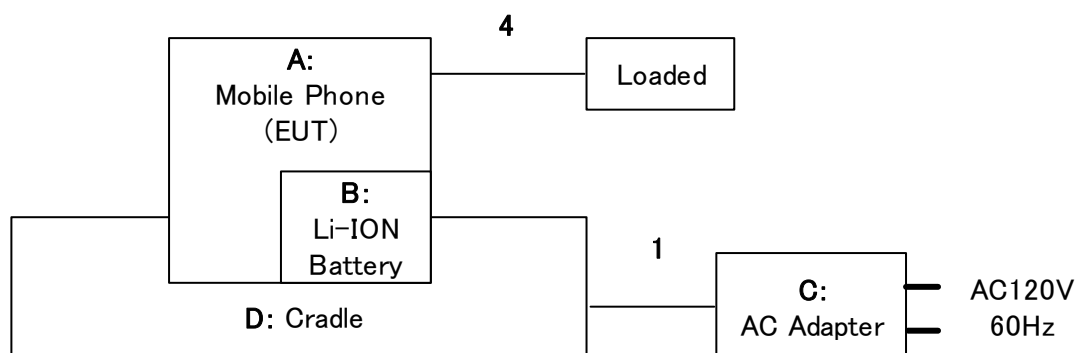 4
A:
Mobile Phone
(EUT)
Loaded
B:
Li-ION
Battery
D: Cradle
1
C:
AC Adapter
AC120V
60Hz